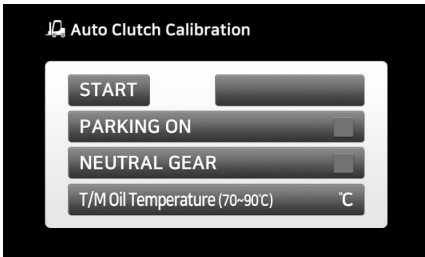 Auto Clutch Calibration
START
PARKING ON
NEUTRAL GEAR
T/M Oil Temperature (70~90℃) ℃